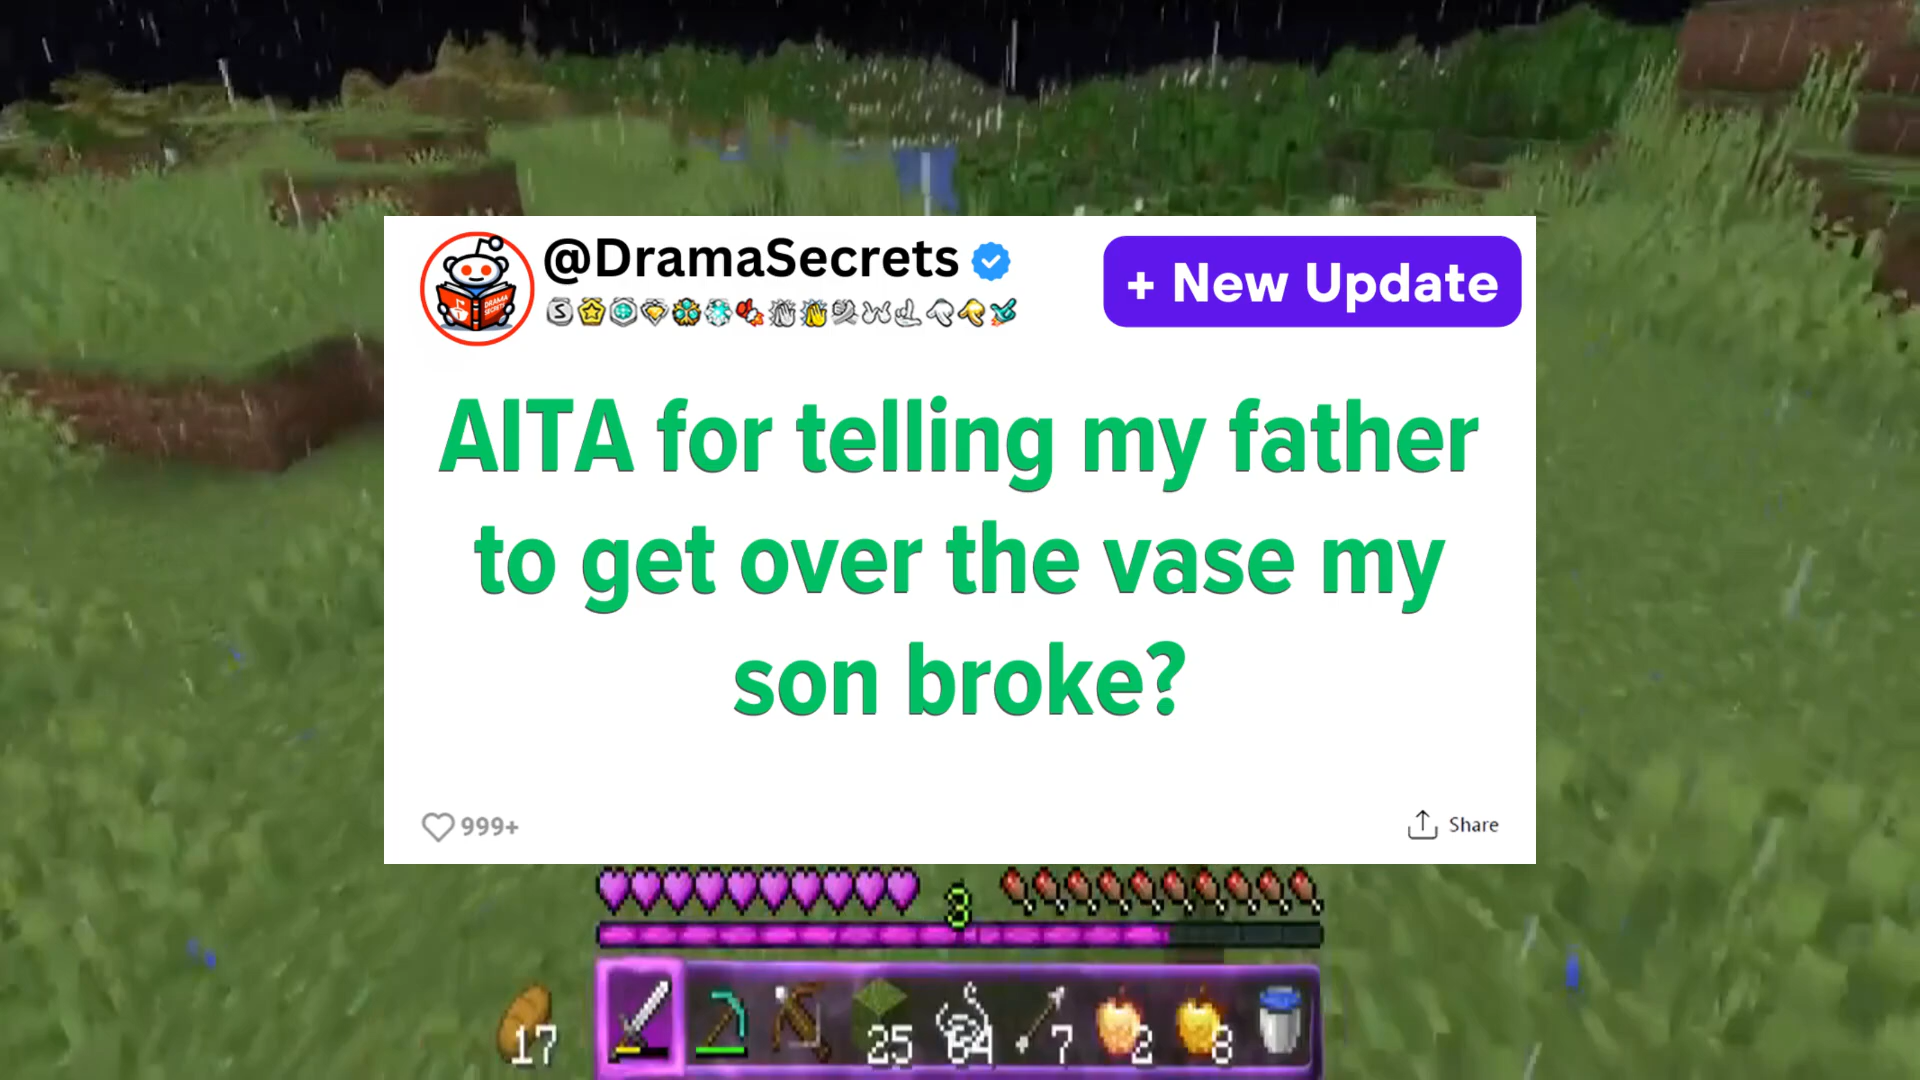 @DramaSecrets
+ New Update
AITA for telling my father
to get over the vase my
son broke?
999+
Share
3
17
25
64
7
2
8